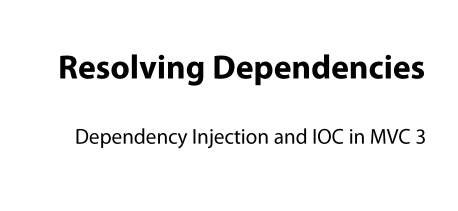 Resolving Dependencies
Dependency Injection and IOC in MVC 3